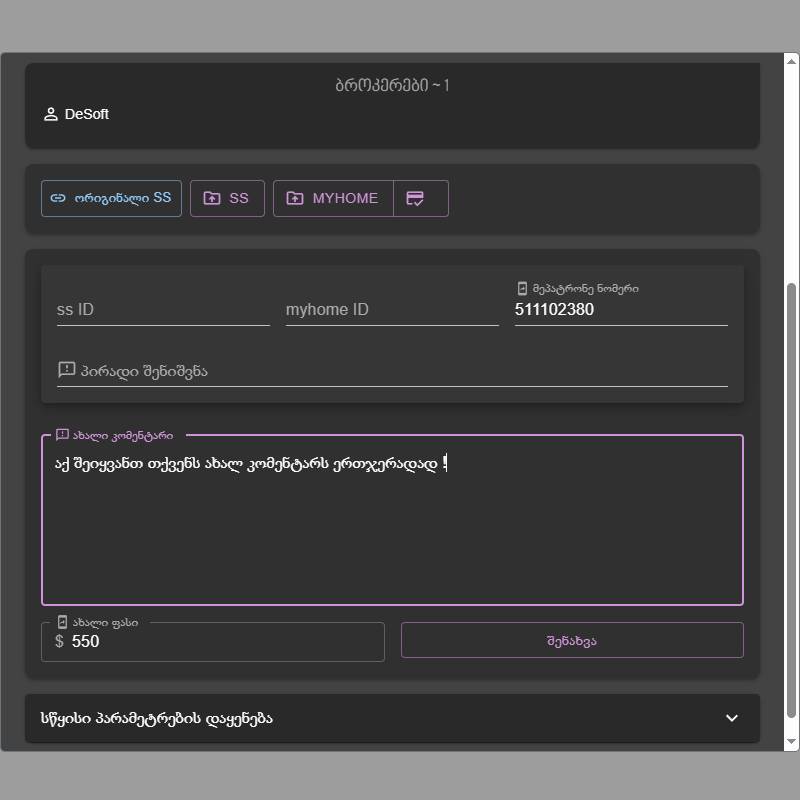 ბროკერები ~ 1
DeSoft
ორიგინალი SS
SS
MYHOME
ss ID
myhome ID
მეპატრონე ნომერი
511102380
პირადი შენიშვნა
ახალი კომენტარი
აქ შეიყვანთ თქვენს ახალ კომენტარს ერთჯერადად !
ახალი ფასი
$ 550
შენახვა
სწყისი პარამეტრების დაყენება